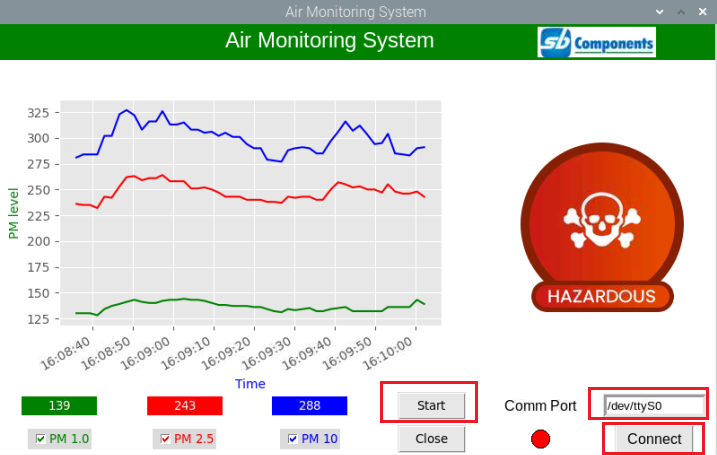 Air Monitoring System
Air Monitoring System
sb Components
325
300
275
250
225
200
175
150
125
PM level
16:08:40
16:08:50
16:09:00
16:09:10
16:09:20
16:09:30
16:09:40
16:09:50
16:10:00
Time
HAZARDOUS
139
243
288
Start
Comm Port
/dev/ttyS0
PM 1.0
PM 2.5
PM 10
Close
Connect